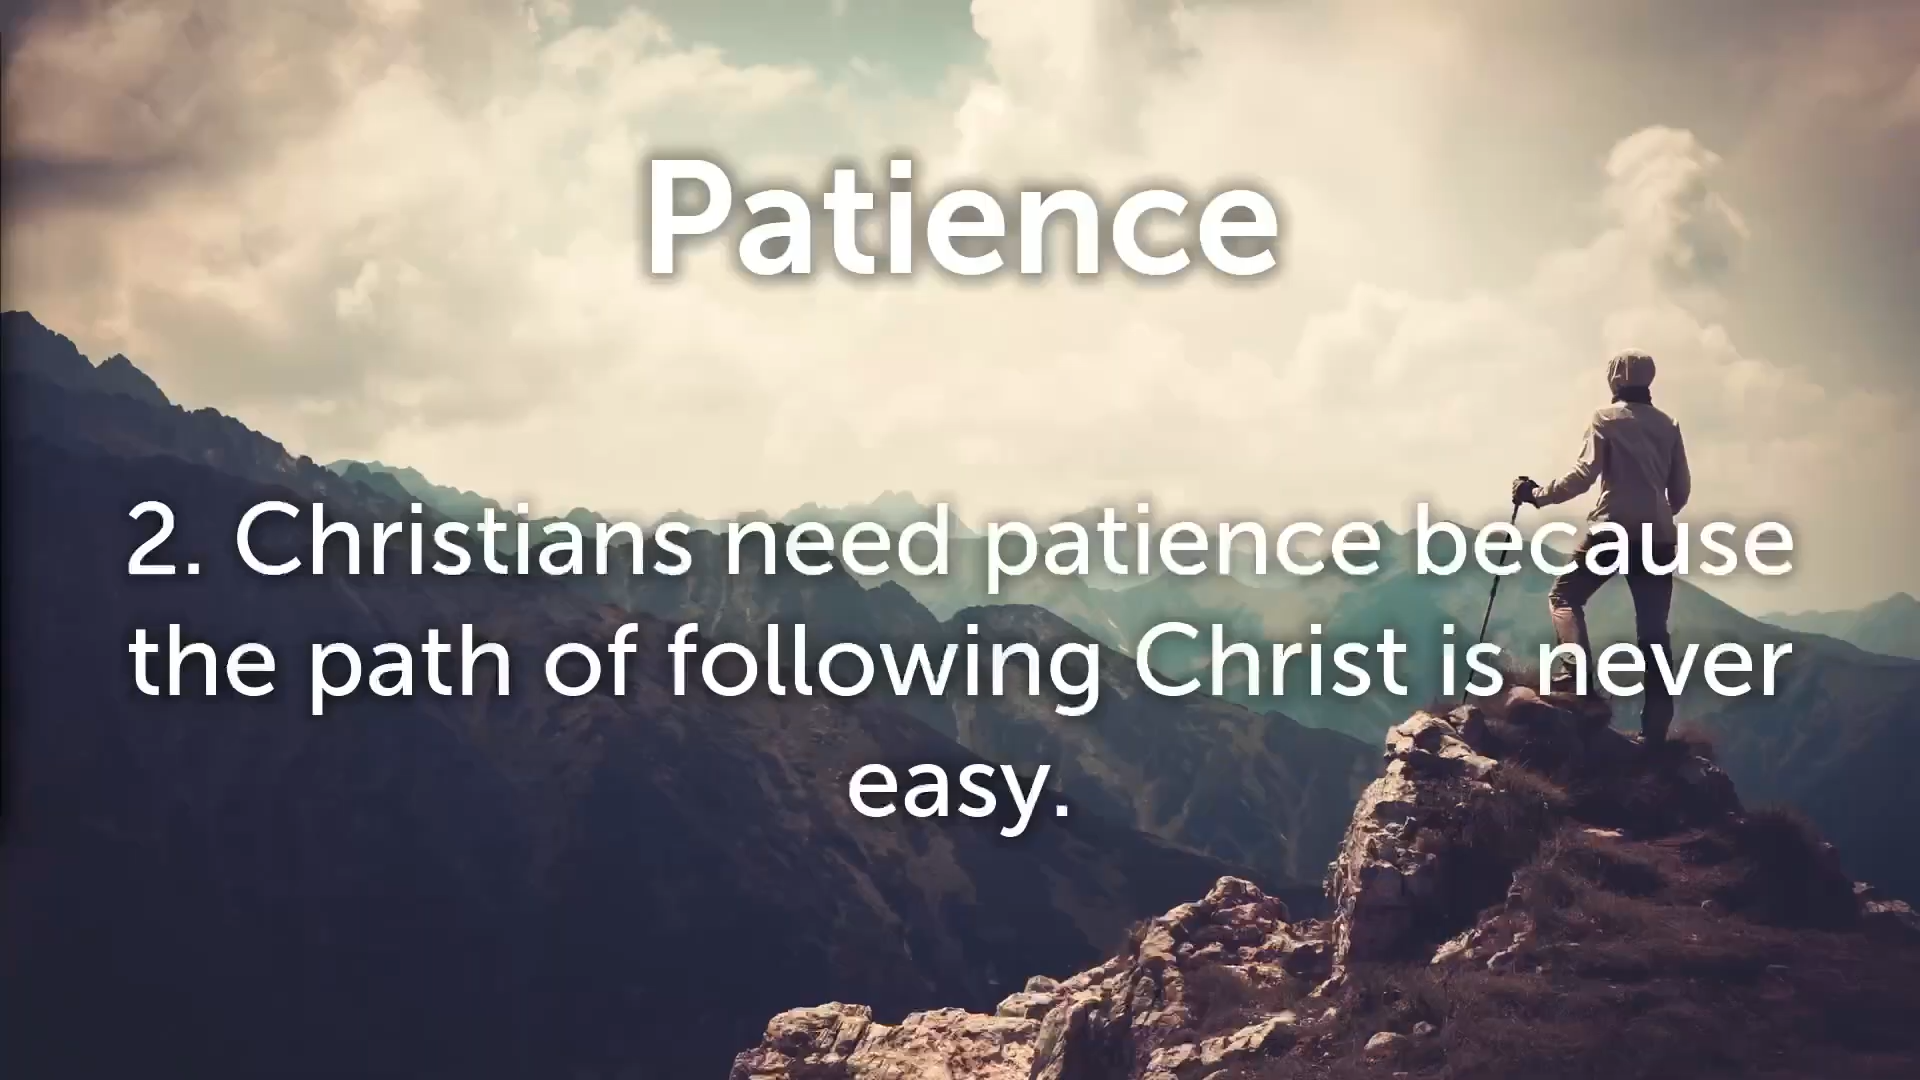 Patience
2. Christians need patience because
the path of following Christ is never
easy.